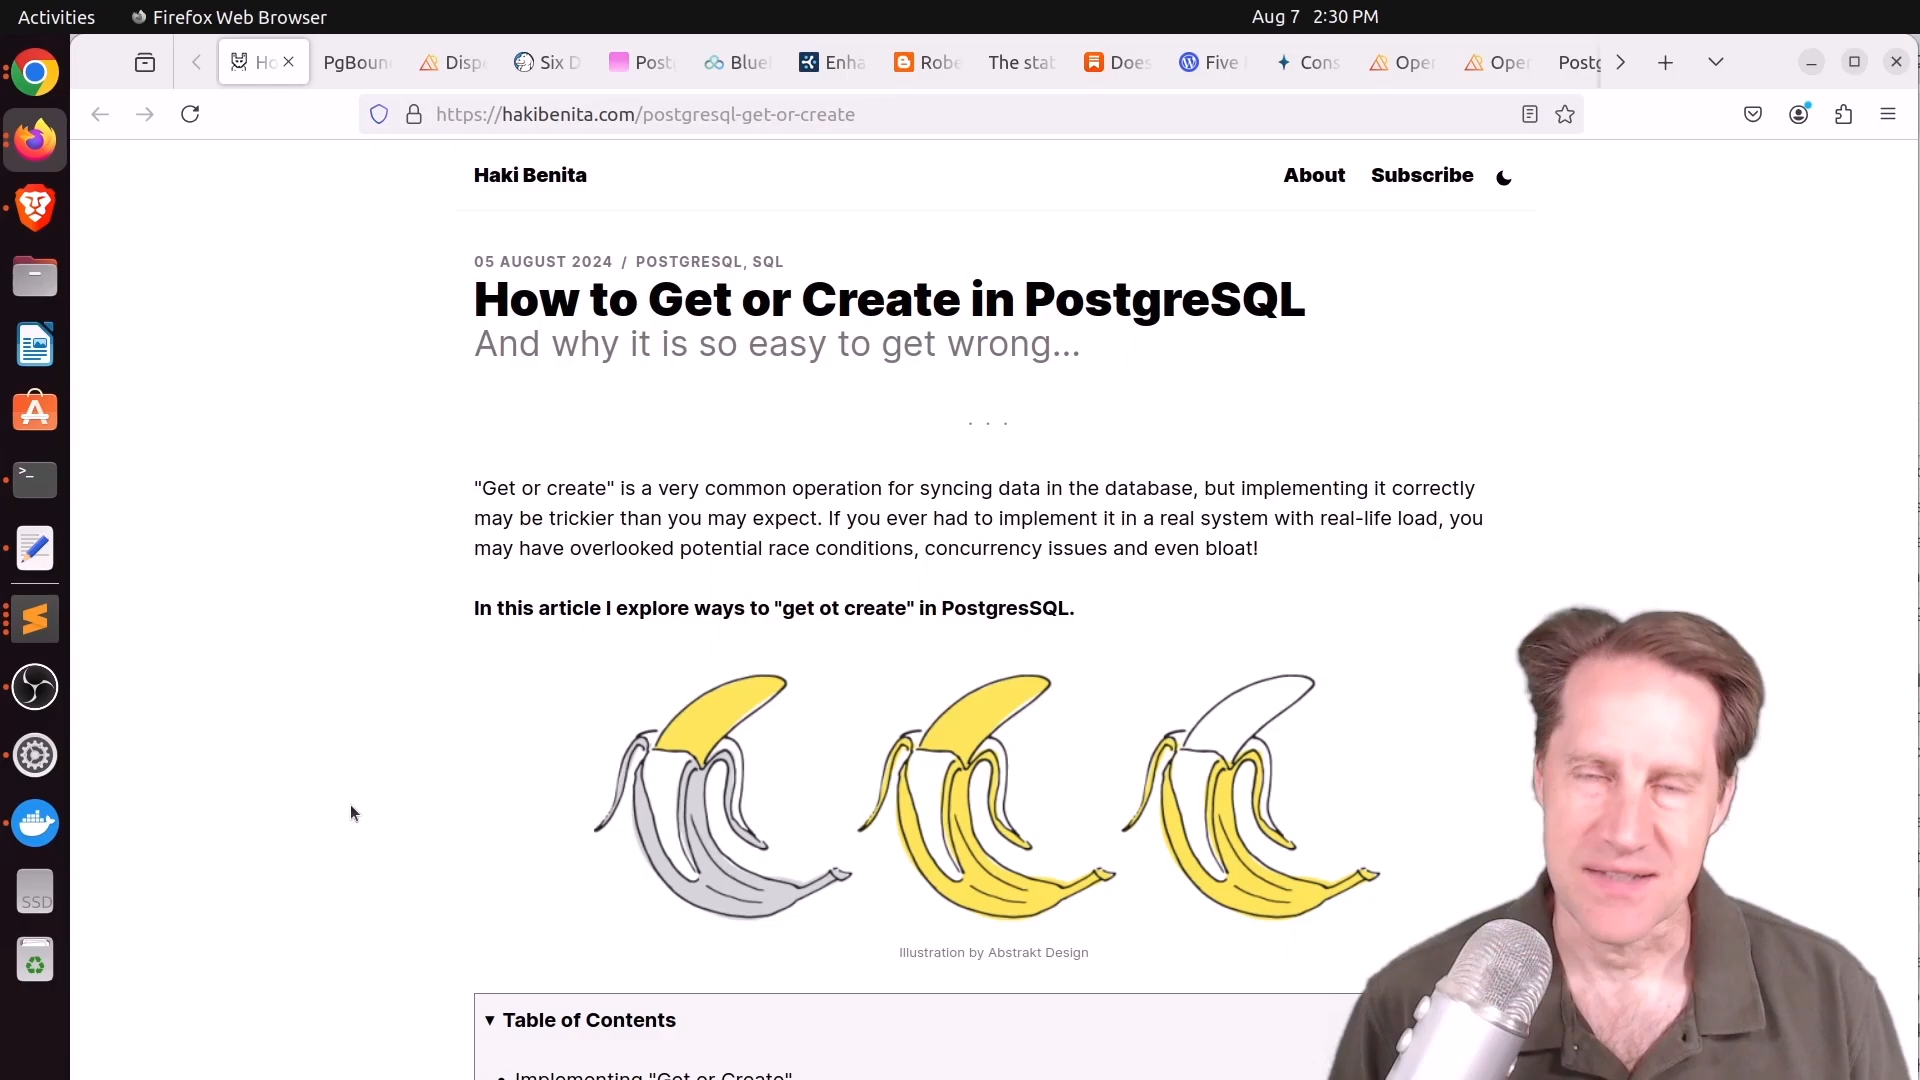 Activities
Firefox Web Browser
Aug 7 2:30 PM
Ho
PgBoun
Disp
Six D
Post
Blue
Enha
Robe
The stat
Does
Five
Cons
Oper
Oper
Postg
https://hakibenita.com/postgresql-get-or-create
Haki Benita
About
Subscribe
05 AUGUST 2024 / POSTGRESQL, SQL
How to Get or Create in PostgreSQL
And why it is so easy to get wrong...
. . .
"Get or create" is a very common operation for syncing data in the database, but implementing it correctly
may be trickier than you may expect. If you ever had to implement it in a real system with real-life load, you
may have overlooked potential race conditions, concurrency issues and even bloat!
In this article I explore ways to "get ot create" in PostgresSQL.
SSD
Illustration by Abstrakt Design
▼ Table of Contents
• Implementing "Get or Create"